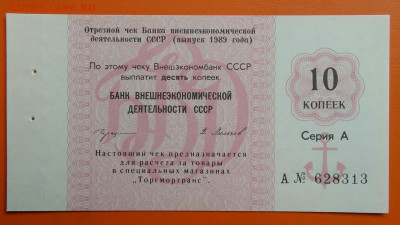 Отрезной чек Банка внешнеэкономической
деятельности СССР (выпуск 1989 года)
По этому чеку Внешэкономбанк СССР
выплатит десять копеек
БАНК ВНЕШНЕЭКОНОМИЧЕСКОЙ
ДЕЯТЕЛЬНОСТИ СССР
Настоящий чек предназначается
для расчета за товары
в специальных магазинах
„Торгмортранс".
10
КОПЕЕК
Серия А
А № 628313